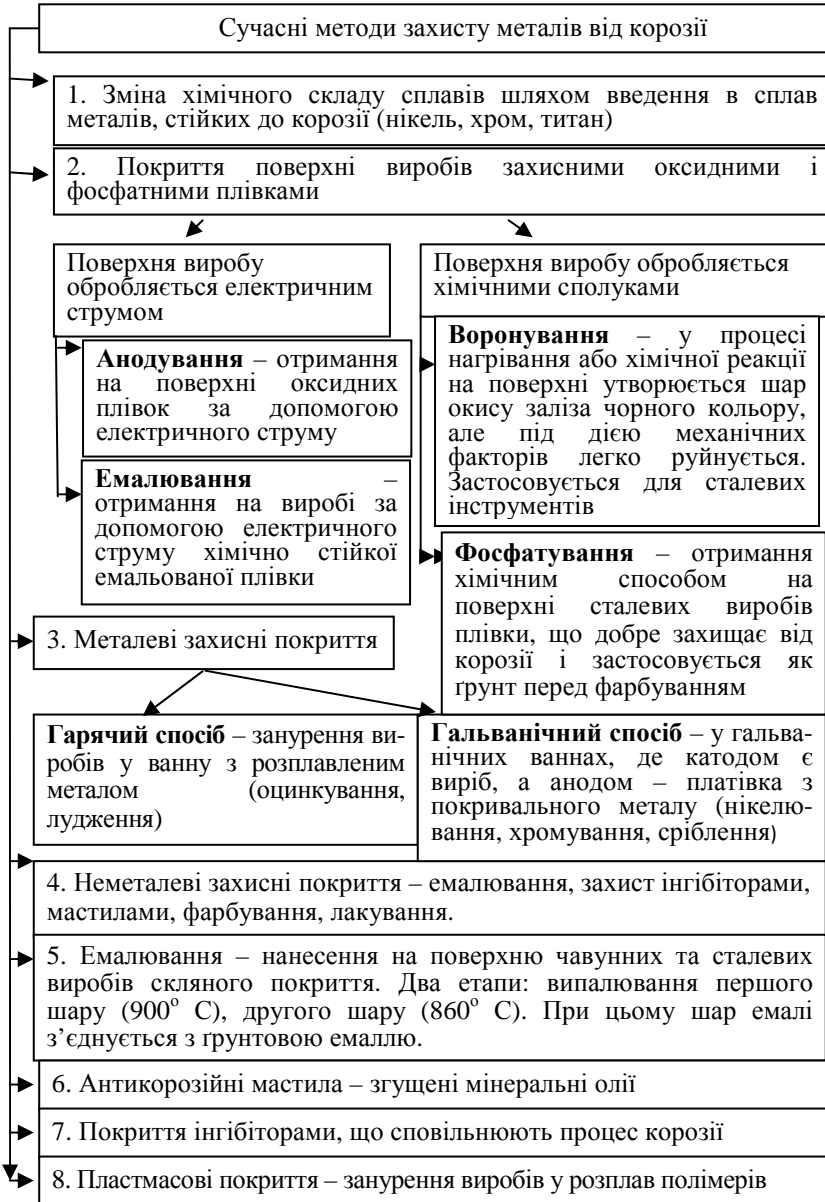 Сучасні методи захисту металів від корозії
1. Зміна хімічного складу сплавів шляхом введення в сплав
металів, стійких до корозії (нікель, хром, титан)
2. Покриття поверхні виробів захисними оксидними і
фосфатними плівками
Поверхня виробу
обробляється електричним
струмом
Анодування – отримання
на поверхні оксидних
плівок за допомогою
електричного струму
Емалювання –
отримання на виробі за
допомогою електричного
струму хімічно стійкої
емальованої плівки
Поверхня виробу обробляється
хімічними сполуками
Воронування – у процесі
нагрівання або хімічної реакції
на поверхні утворюється шар
окису заліза чорного кольору,
але під дією механічних
факторів легко руйнується.
Застосовується для сталевих
інструментів
Фосфатування – отримання
хімічним способом на
поверхні сталевих виробів
плівки, що добре захищає від
корозії і застосовується як
ґрунт перед фарбуванням
3. Металеві захисні покриття
Гарячий спосіб – занурення ви-
робів у ванну з розплавленим
металом (оцинкування,
лудження)
Гальванічний спосіб – у гальва-
нічних ваннах, де катодом є
виріб, а анодом – платівка з
покривального металу (нікелю-
вання, хромування, сріблення)
4. Неметалеві захисні покриття – емалювання, захист інгібіторами,
мастилами, фарбування, лакування.
5. Емалювання – нанесення на поверхню чавунних та сталевих
виробів скляного покриття. Два етапи: випалювання першого
шару (900° С), другого шару (860° С). При цьому шар емалі
з’єднується з ґрунтовою емаллю.
6. Антикорозійні мастила – згущені мінеральні олії
7. Покриття інгібіторами, що сповільнюють процес корозії
8. Пластмасові покриття – занурення виробів у розплав полімерів